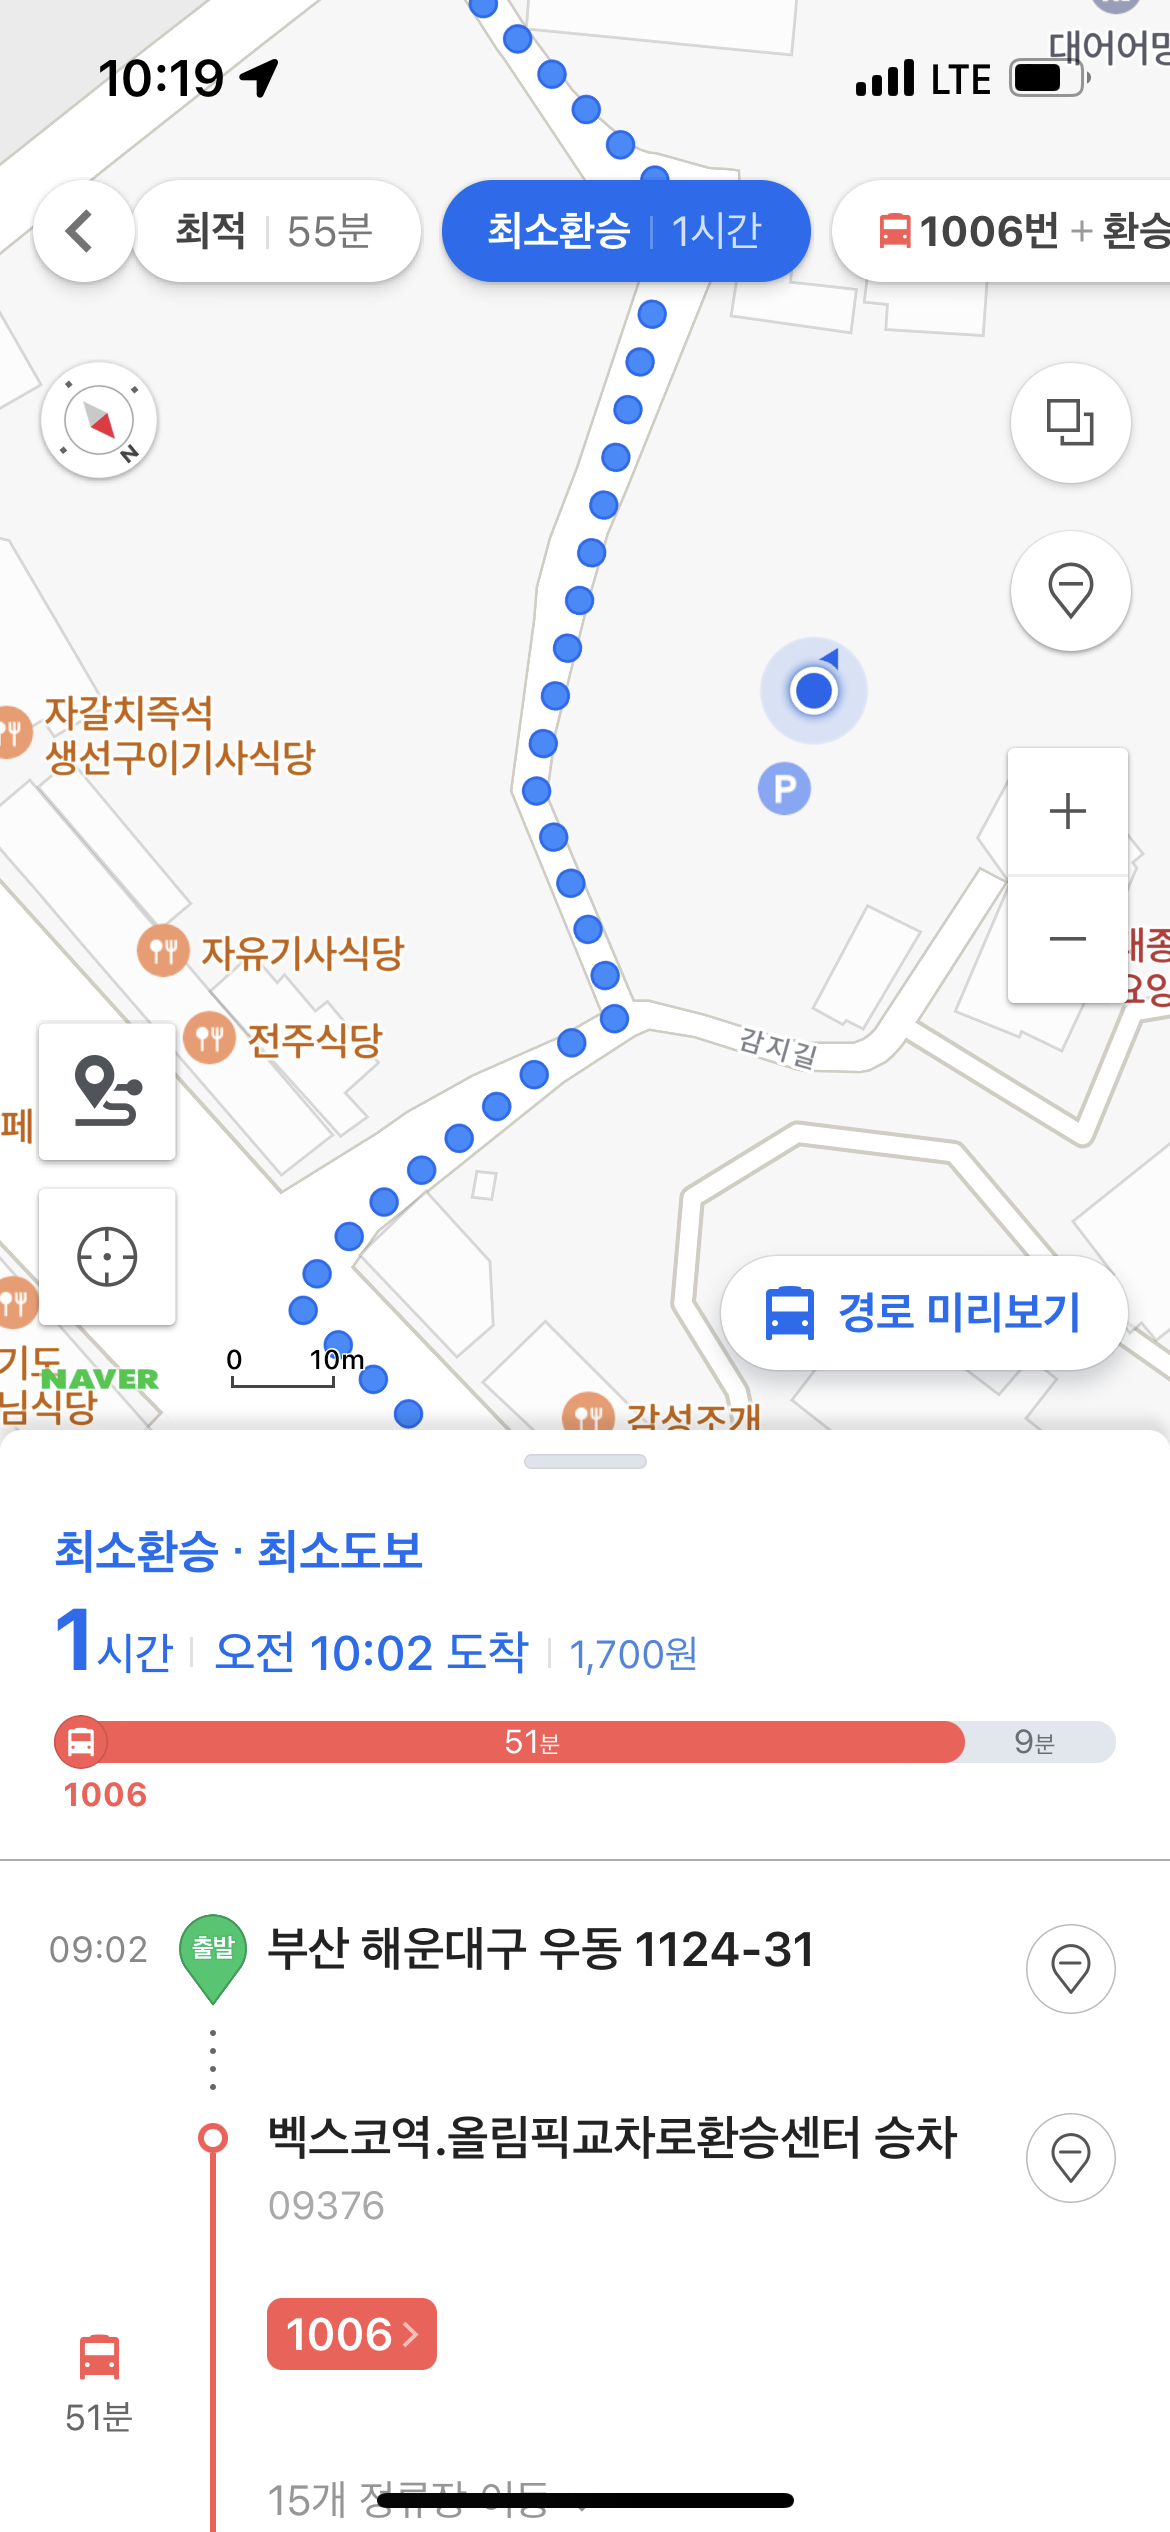 10:19
LTE
대어어망
최적 55분
최소환승 1시간
1006번 + 환승
N
자갈치즉석
생선구이기사식당
P
자유기사식당
전주식당
감지길
페
경로 미리보기
0 10m
NAVER
님식당
감성조개
최소환승 · 최소도보
1시간 오전 10:02 도착 1,700원
51분 9분
1006
09:02 출발 부산 해운대구 우동 1124-31
벡스코역.올림픽교차로환승센터 승차
09376
1006
51분
15개 정류장 이동